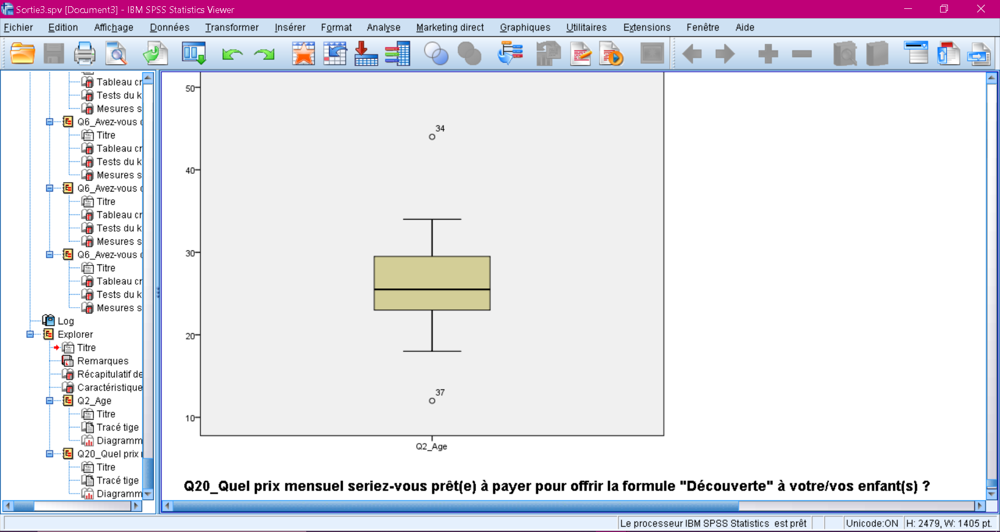 Sortie3.spv [Document3] - IBM SPSS Statistics Viewer
Fichier Edition Affichage Données Transformer Insérer Format Analyse Marketing direct Graphiques Utilitaires Extensions Fenêtre Aide
Tableau cr
Tests du k
Mesures s
Q6_Avez-vous
Titre
Tableau cr
Tests du k
Mesures s
Q6_Avez-vous
Titre
Tableau cr
Tests du k
Mesures s
Q6_Avez-vous
Titre
Tableau cr
Tests du k
Mesures s
Log
Explorer
Titre
Remarques
Récapitulatif de
Caractéristique
Q2_Age
Titre
Tracé tige
Diagramm
Q20_Quel prix
Titre
Tracé tige
Diagramm
50
34
40
30
20
37
10
Q2_Age
Q20_Quel prix mensuel seriez-vous prêt(e) à payer pour offrir la formule "Découverte" à votre/vos enfant(s) ?
Le processeur IBM SPSS Statistics est prêt Unicode:ON H: 2479, W: 1405 pt.